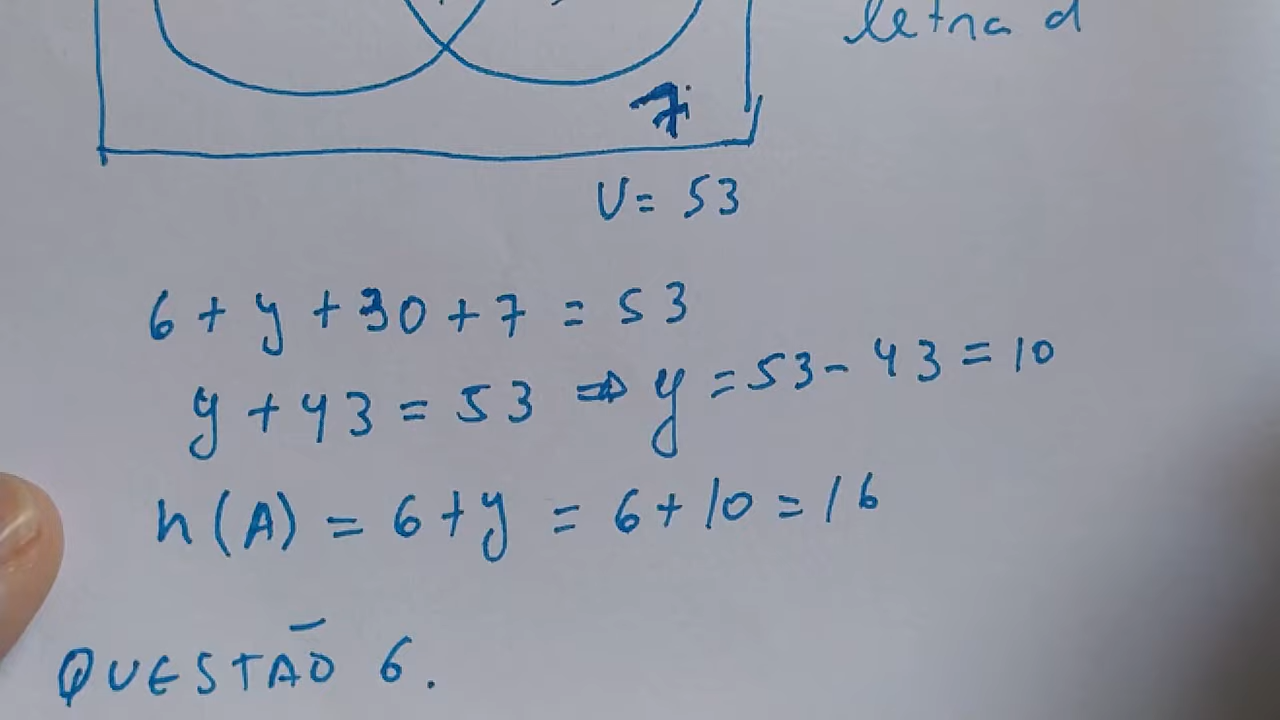 letra d
7
U = 53
6 + y + 30 + 7 = 53
y + 43 = 53 ⇒ y = 53 - 43 = 10
n(A) = 6 + y = 6 + 10 = 16
QUESTÃO 6.